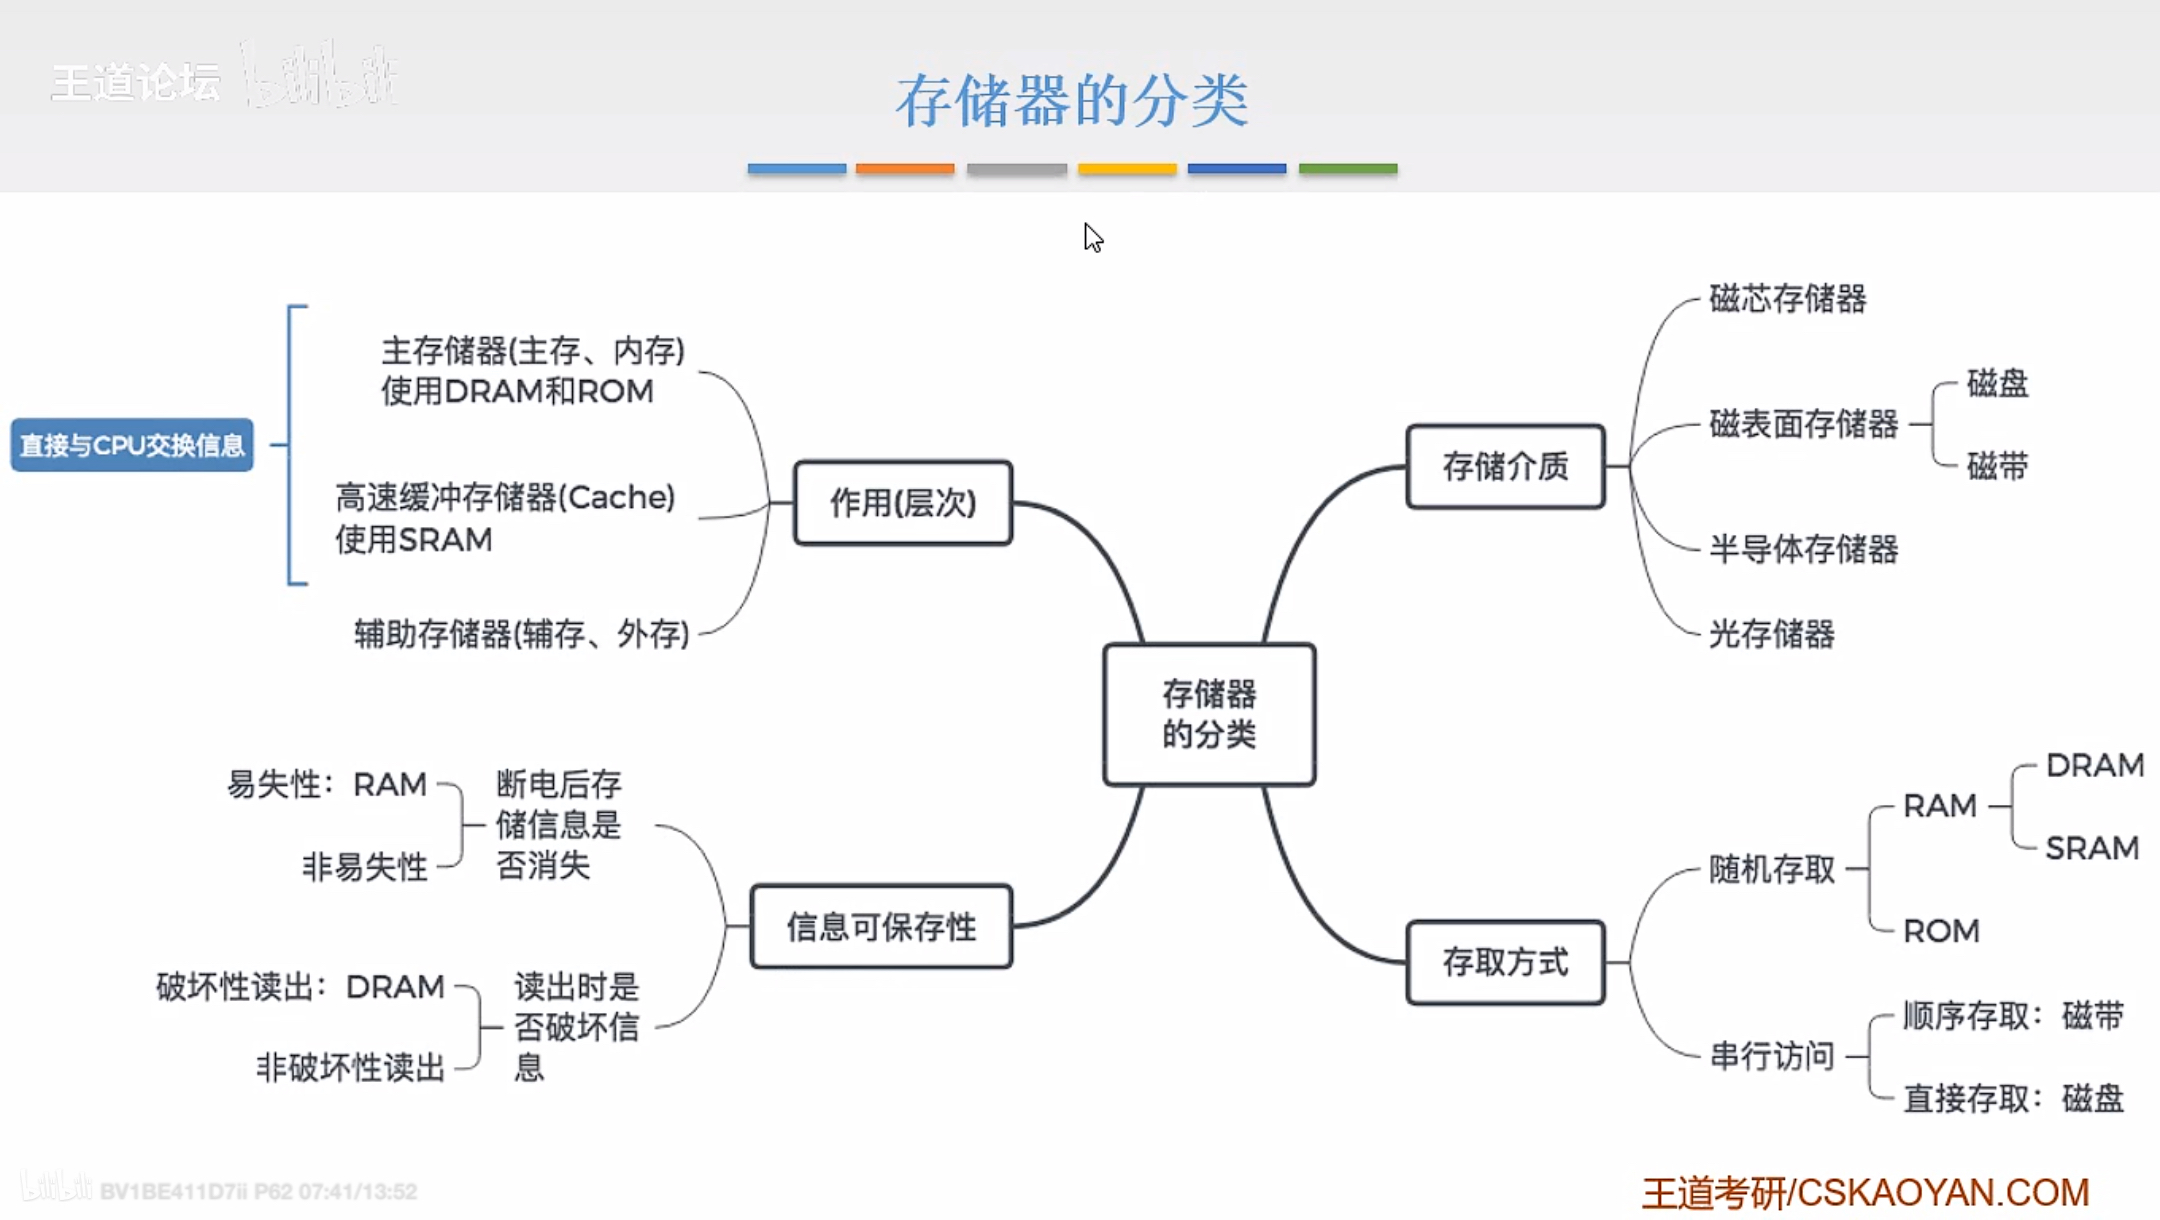 王道论坛 bilibili
存储器的分类
主存储器(主存、内存)
使用DRAM和ROM
直接与CPU交换信息
高速缓冲存储器(Cache)
使用SRAM
辅助存储器(辅存、外存)
作用(层次)
存储介质
磁芯存储器
磁表面存储器
磁盘
磁带
半导体存储器
光存储器
存储器
的分类
易失性：RAM
非易失性
断电后存
储信息是
否消失
信息可保存性
破坏性读出：DRAM
非破坏性读出
读出时是
否破坏信
息
存取方式
随机存取
RAM
DRAM
SRAM
ROM
串行访问
顺序存取：磁带
直接存取：磁盘
bilibili BV1BE411D7ii P62 07:41/13:52
王道考研/CSKAOYAN.COM